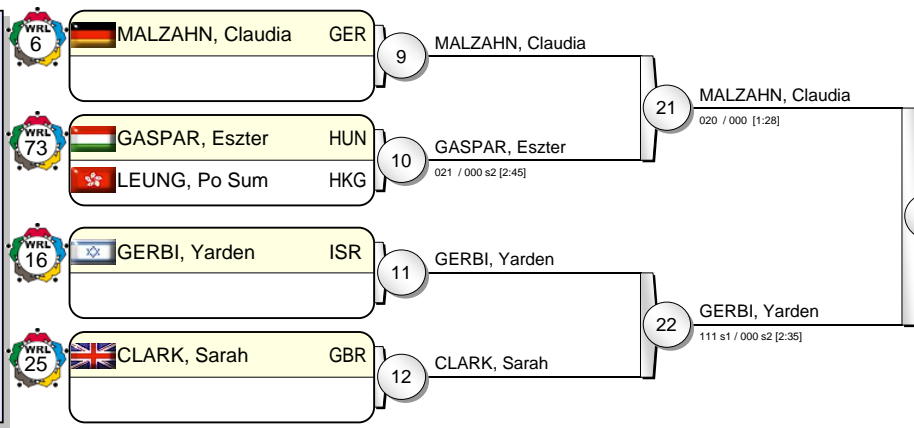 WRL
6
MALZAHN, Claudia GER
9
MALZAHN, Claudia
WRL
73
GASPAR, Eszter HUN
LEUNG, Po Sum HKG
10
GASPAR, Eszter
021 / 000 s2 [2:45]
21
MALZAHN, Claudia
020 / 000 [1:28]
WRL
16
GERBI, Yarden ISR
11
GERBI, Yarden
WRL
25
CLARK, Sarah GBR
12
CLARK, Sarah
22
GERBI, Yarden
111 s1 / 000 s2 [2:35]